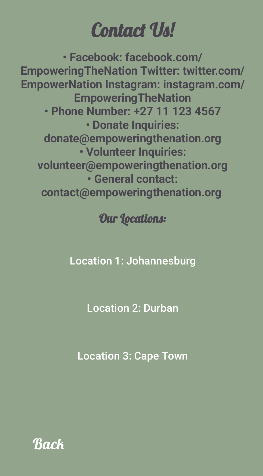 Contact Us!
• Facebook: facebook.com/
EmpoweringTheNation Twitter: twitter.com/
EmpowerNation Instagram: instagram.com/
EmpoweringTheNation
• Phone Number: +27 11 123 4567
• Donate Inquiries:
donate@empoweringthenation.org
• Volunteer Inquiries:
volunteer@empoweringthenation.org
• General contact:
contact@empoweringthenation.org
Our Locations:
Location 1: Johannesburg
Location 2: Durban
Location 3: Cape Town
Back